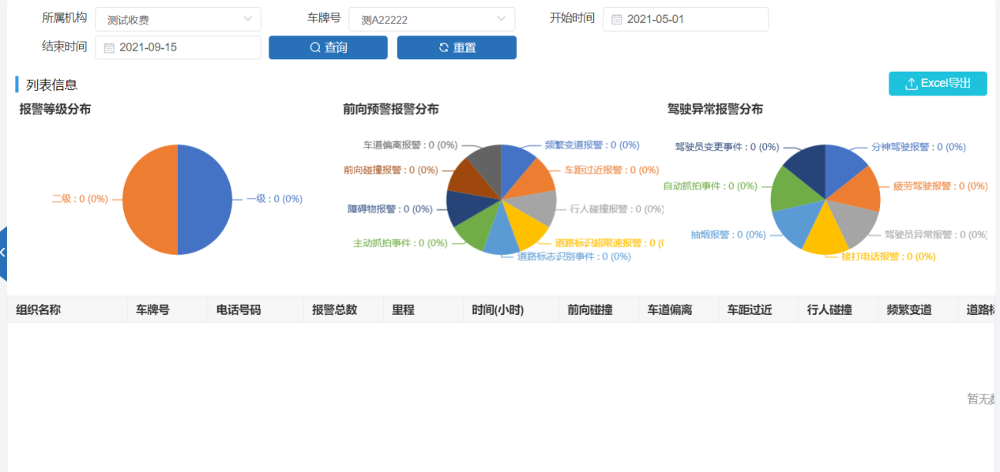 所属机构 测试收费 车牌号 测A22222 开始时间 2021-05-01
结束时间 2021-09-15 查询 重置
列表信息 Excel导出
报警等级分布
二级 : 0 (0%)
一级 : 0 (0%)
前向预警报警分布
车道偏离报警 : 0 (0%)
频繁变道报警 : 0 (0%)
前向碰撞报警 : 0 (0%)
车距过近报警 : 0 (0%)
障碍物报警 : 0 (0%)
行人碰撞报警 : 0 (0%)
主动抓拍事件 : 0 (0%)
道路标识超限速报警 : 0 (
道路标志识别事件 : 0 (0%)
驾驶异常报警分布
驾驶员变更事件 : 0 (0%)
分神驾驶报警 : 0 (0%)
自动抓拍事件 : 0 (0%)
疲劳驾驶报警 : 0 (0%)
抽烟报警 : 0 (0%)
驾驶员异常报警 : 0 (0%)
接打电话报警 : 0 (0%)
组织名称 车牌号 电话号码 报警总数 里程 时间(小时) 前向碰撞 车道偏离 车距过近 行人碰撞 频繁变道 道路
暂无